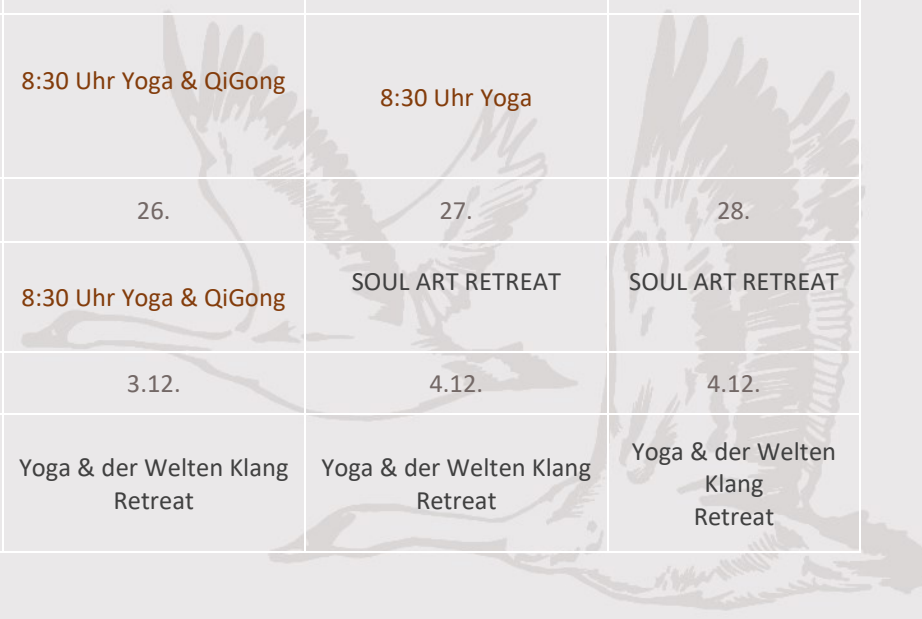 8:30 Uhr Yoga & QiGong
8:30 Uhr Yoga
26.
27.
28.
8:30 Uhr Yoga & QiGong
SOUL ART RETREAT
SOUL ART RETREAT
3.12.
4.12.
4.12.
Yoga & der Welten Klang
Retreat
Yoga & der Welten Klang
Retreat
Yoga & der Welten
Klang
Retreat